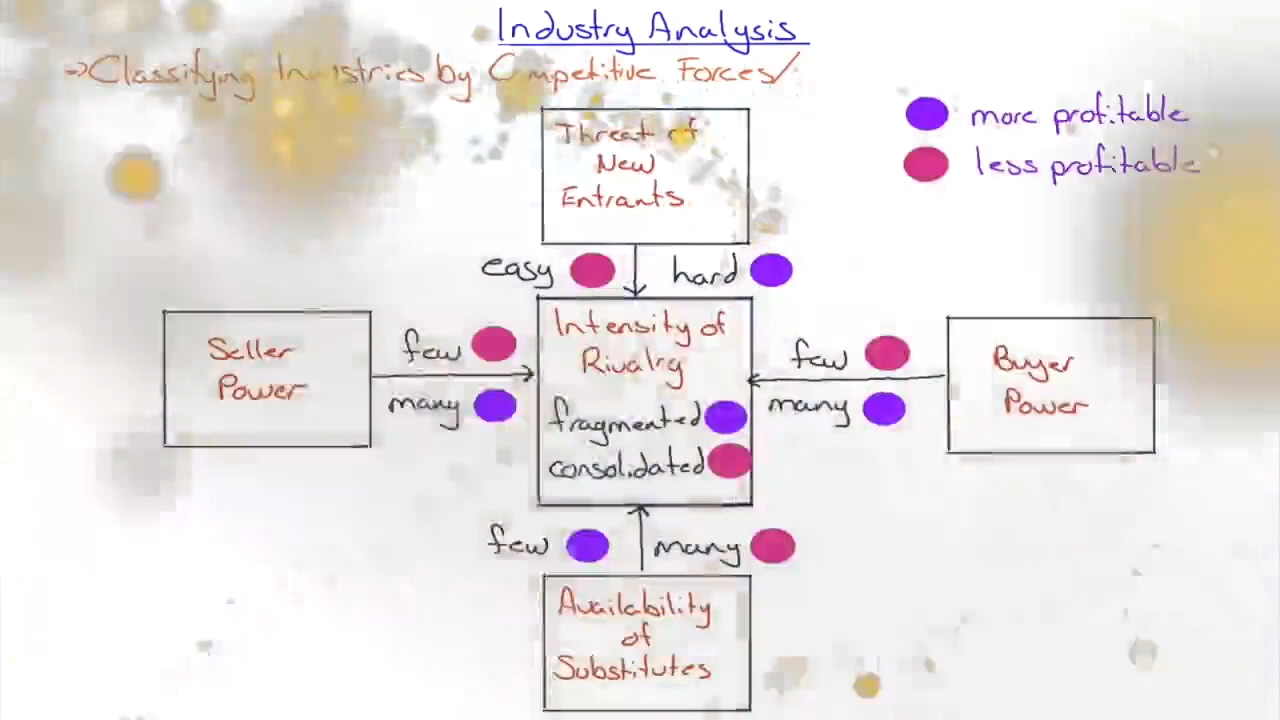 Industry Analysis
→Classifying Industries by Competitive Forces/
Threat of
New
Entrants
more profitable
less profitable
easy
hard
Seller
Power
few
many
Intensity of
Rivalry
fragmented
consolidated
few
many
Buyer
Power
few
many
Availability
of
Substitutes